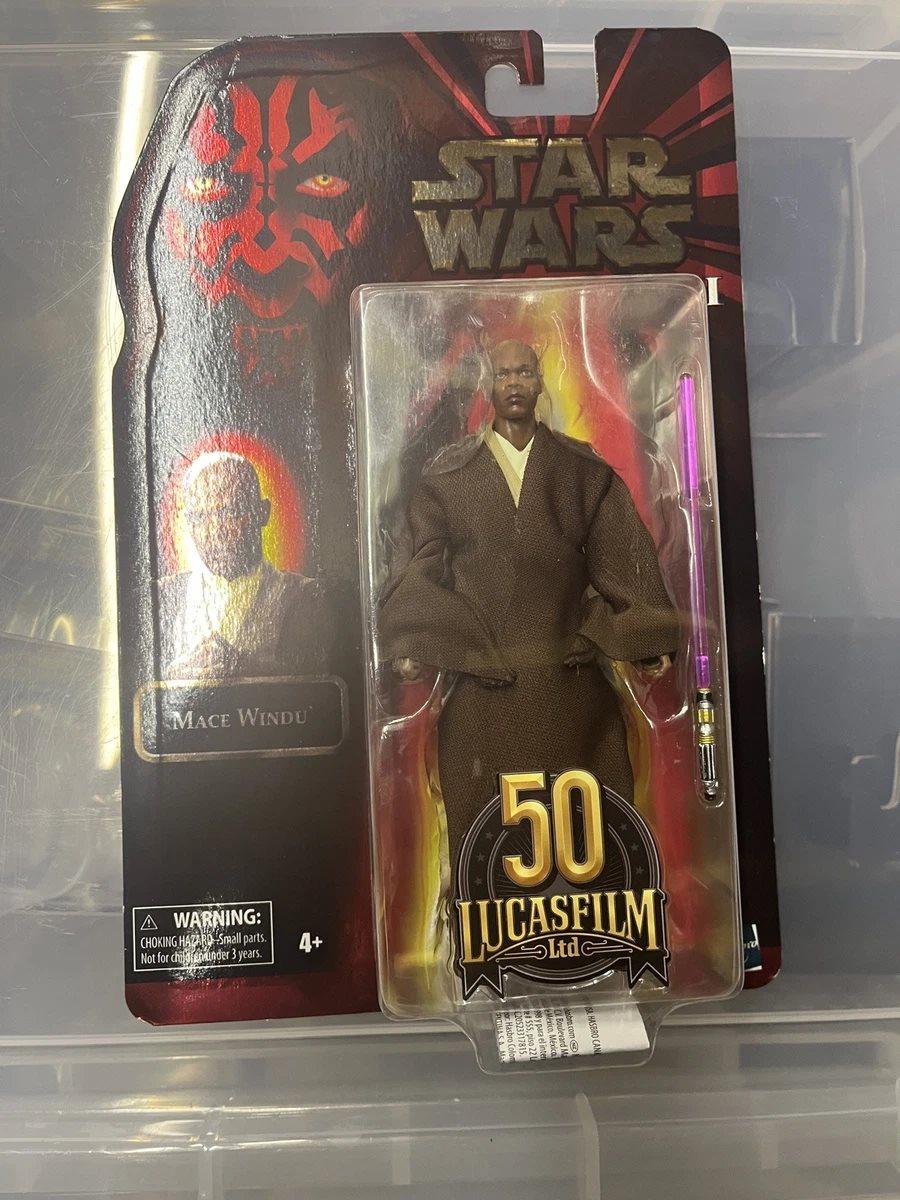 STAR
WARS
I
MACE WINDU
⚠ WARNING:
CHOKING HAZARD–Small parts.
Not for children under 3 years.
4+
50
LUCASFILM
Ltd